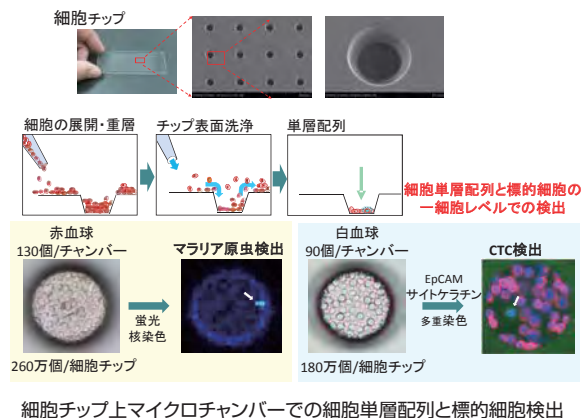 細胞チップ
細胞の展開・重層
チップ表面洗浄
単層配列
細胞単層配列と標的細胞の
一細胞レベルでの検出
赤血球
130個/チャンバー
マラリア原虫検出
蛍光
核染色
260万個/細胞チップ
白血球
90個/チャンバー
CTC検出
EpCAM
サイトケラチン
多重染色
180万個/細胞チップ
細胞チップ上マイクロチャンバーでの細胞単層配列と標的細胞検出